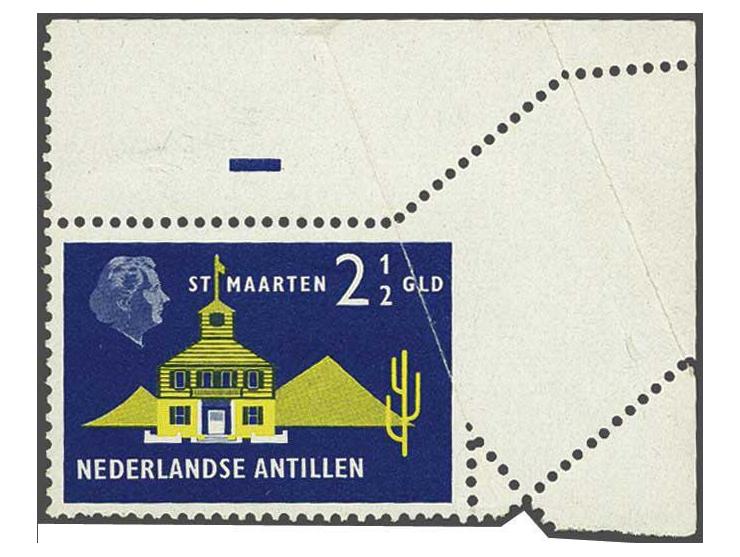 ST MAARTEN 2 1/2 GLD
NEDERLANDSE ANTILLEN